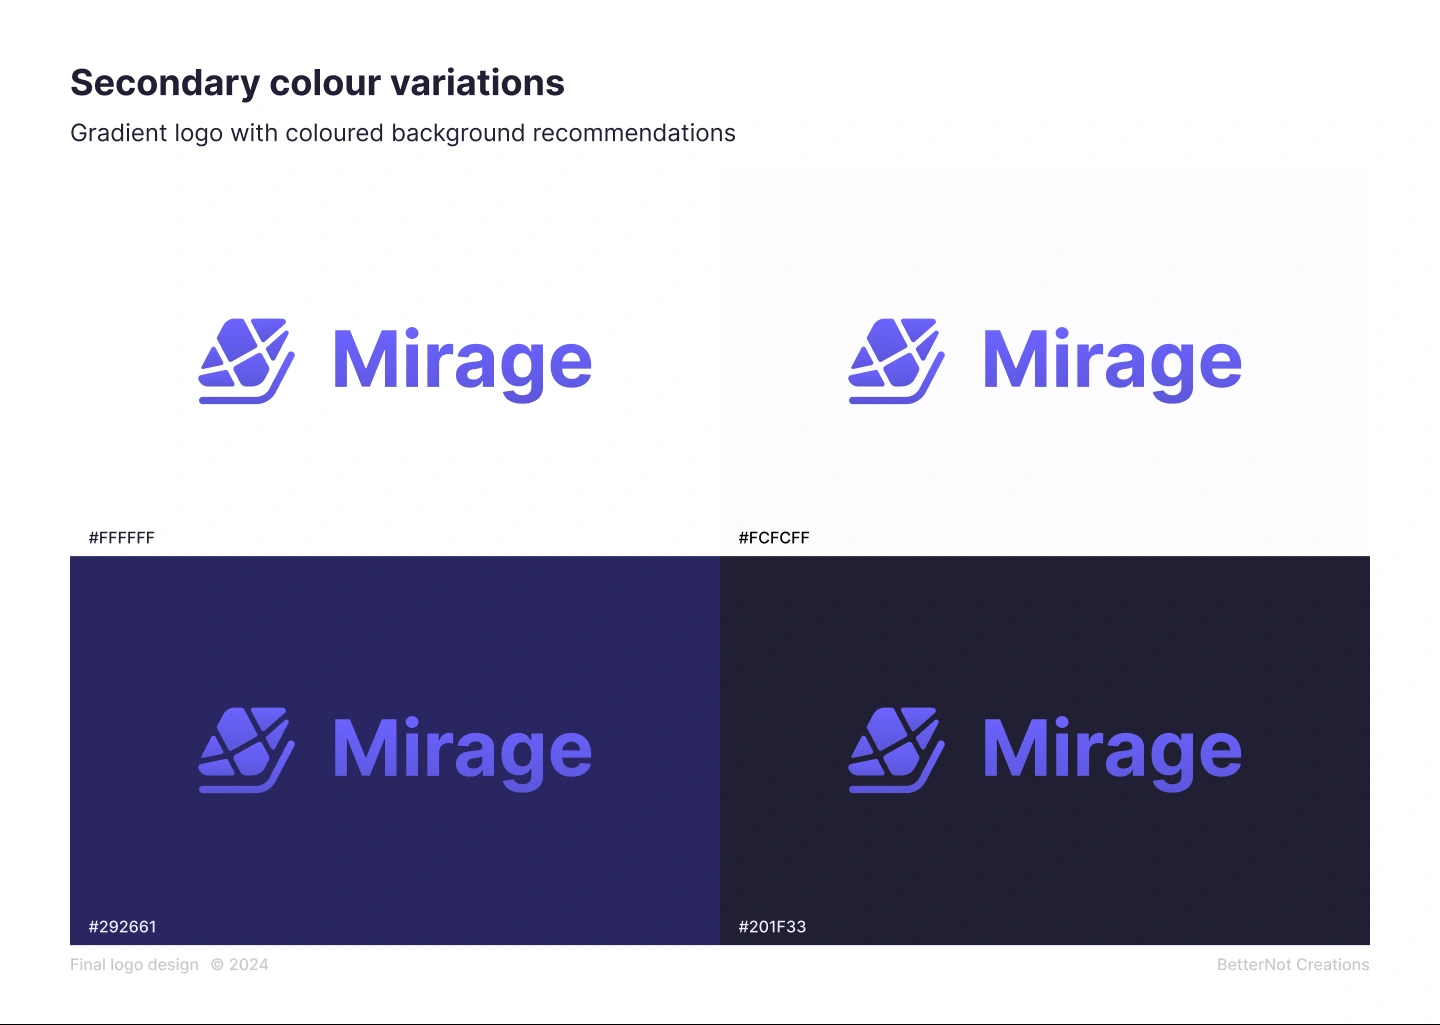 Secondary colour variations
Gradient logo with coloured background recommendations
Mirage
Mirage
#FFFFFF
#FCFCFF
Mirage
Mirage
#292661
#201F33
Final logo design © 2024
BetterNot Creations